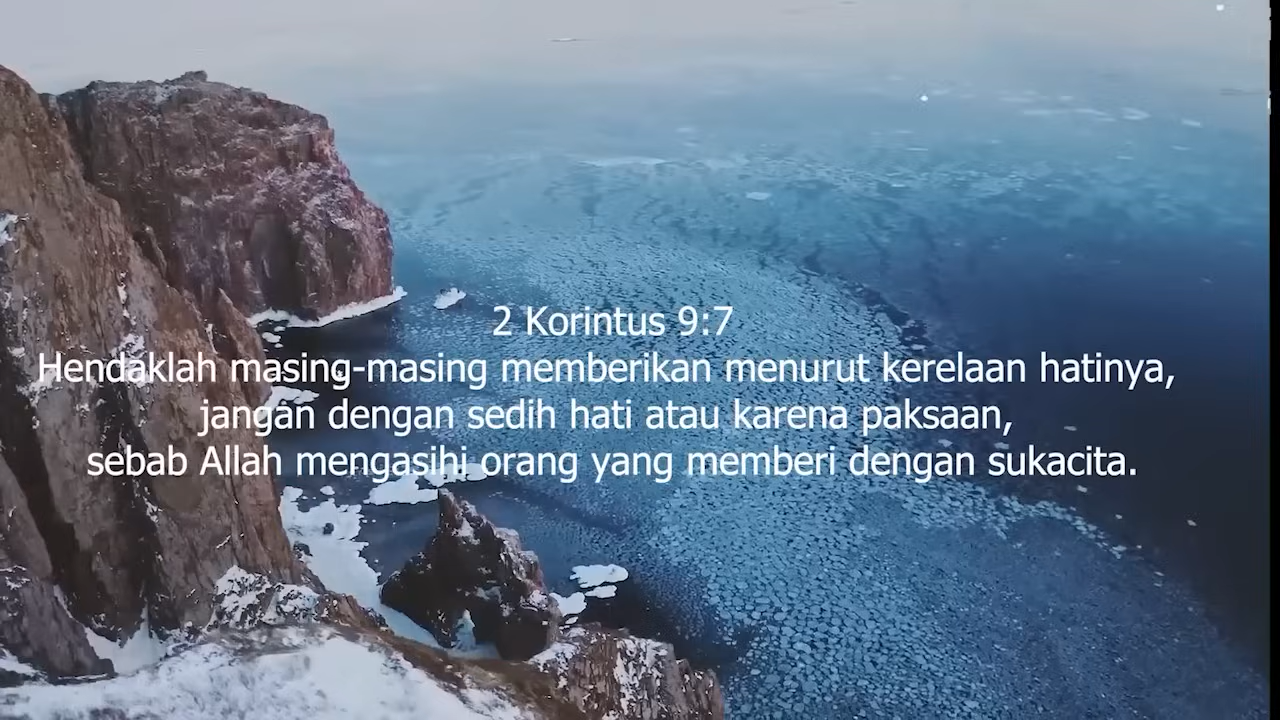 2 Korintus 9:7
Hendaklah masing-masing memberikan menurut kerelaan hatinya,
jangan dengan sedih hati atau karena paksaan,
sebab Allah mengasihi orang yang memberi dengan sukacita.